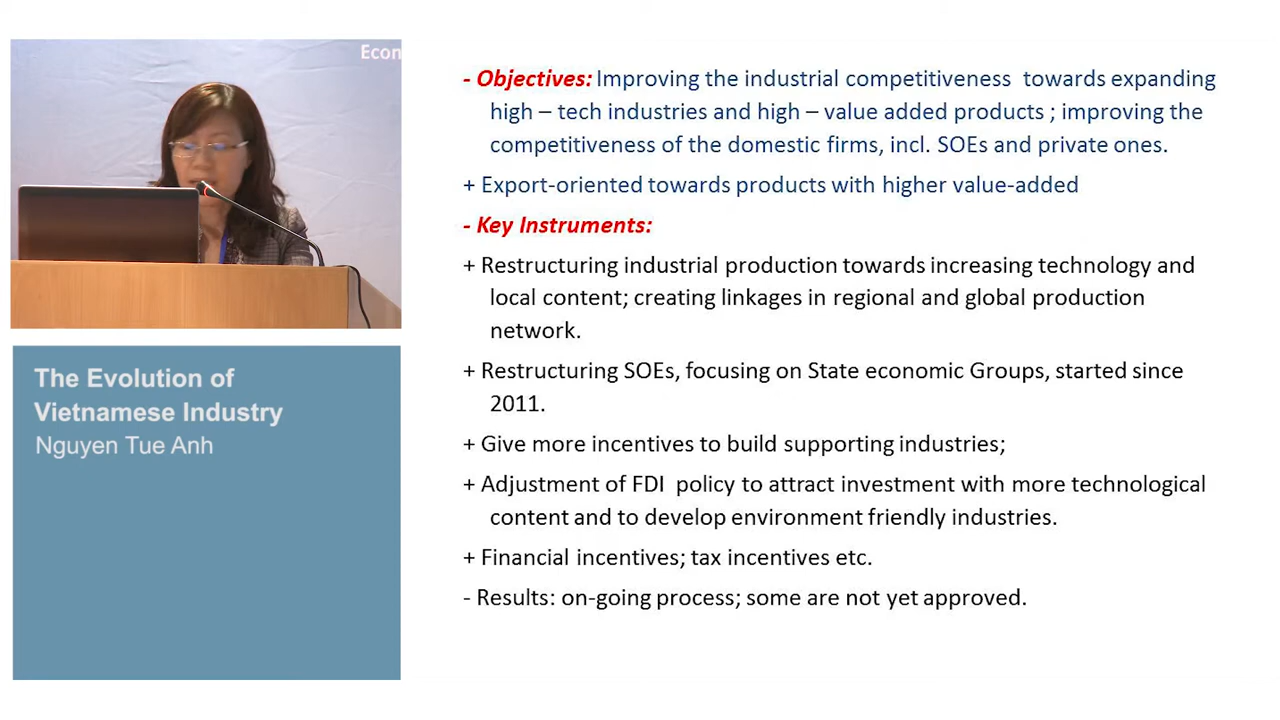 Econ
- Objectives: Improving the industrial competitiveness towards expanding
high – tech industries and high – value added products ; improving the
competitiveness of the domestic firms, incl. SOEs and private ones.
+ Export-oriented towards products with higher value-added
- Key Instruments:
+ Restructuring industrial production towards increasing technology and
local content; creating linkages in regional and global production
network.
+ Restructuring SOEs, focusing on State economic Groups, started since
2011.
+ Give more incentives to build supporting industries;
+ Adjustment of FDI policy to attract investment with more technological
content and to develop environment friendly industries.
+ Financial incentives; tax incentives etc.
- Results: on-going process; some are not yet approved.
The Evolution of
Vietnamese Industry
Nguyen Tue Anh